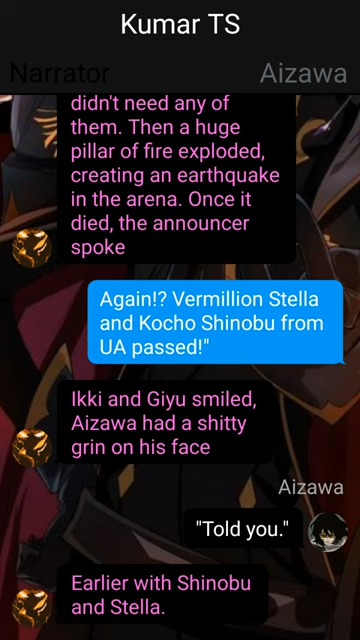 Kumar TS
Narrator
Aizawa
didn't need any of
them. Then a huge
pillar of fire exploded,
creating an earthquake
in the arena. Once it
died, the announcer
spoke
Again!? Vermillion Stella
and Kocho Shinobu from
UA passed!"
Ikki and Giyu smiled,
Aizawa had a shitty
grin on his face
Aizawa
"Told you."
Earlier with Shinobu
and Stella.